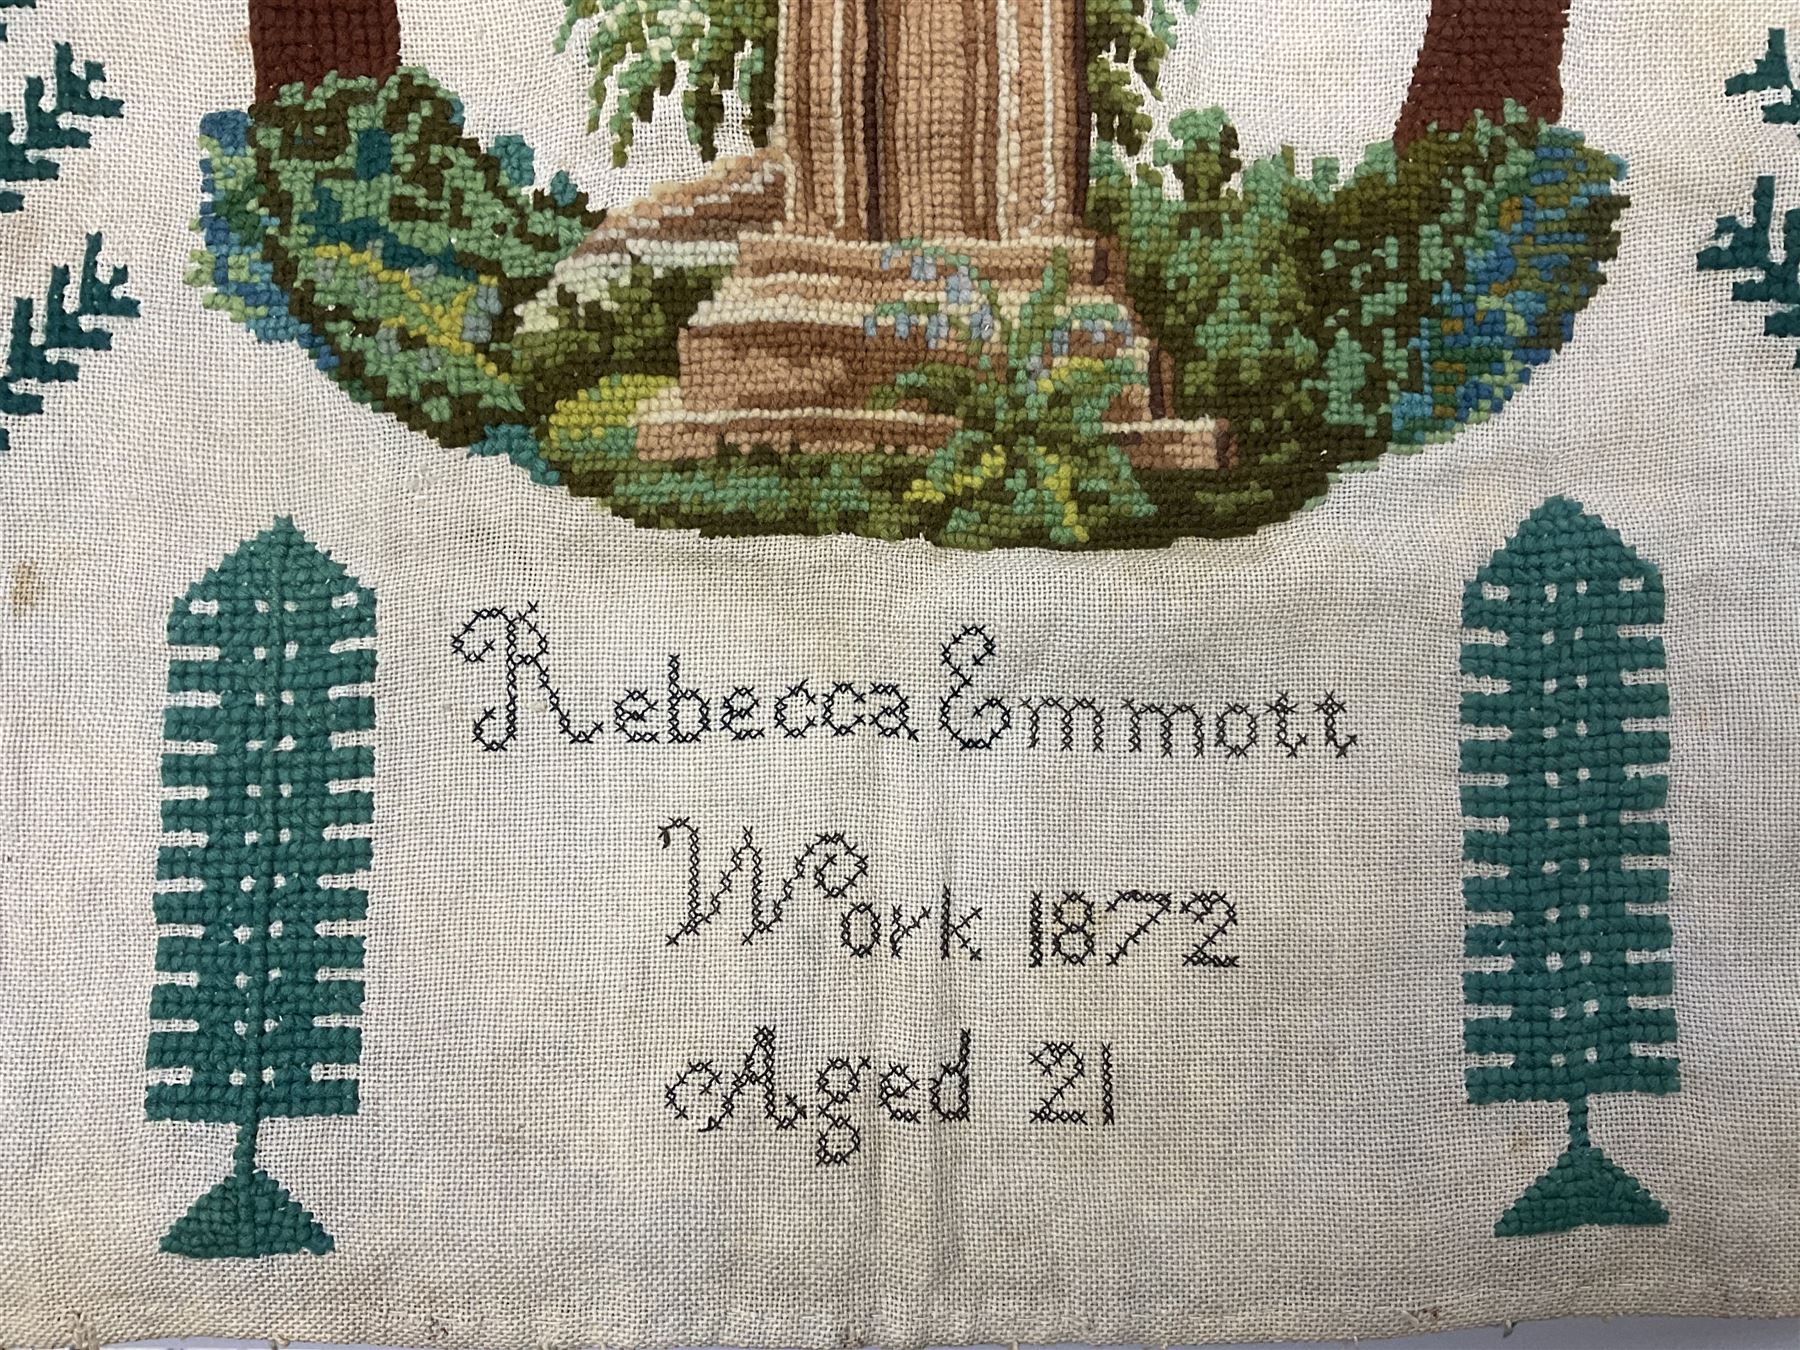 Rebecca Emmott
Work 1872
Aged 21